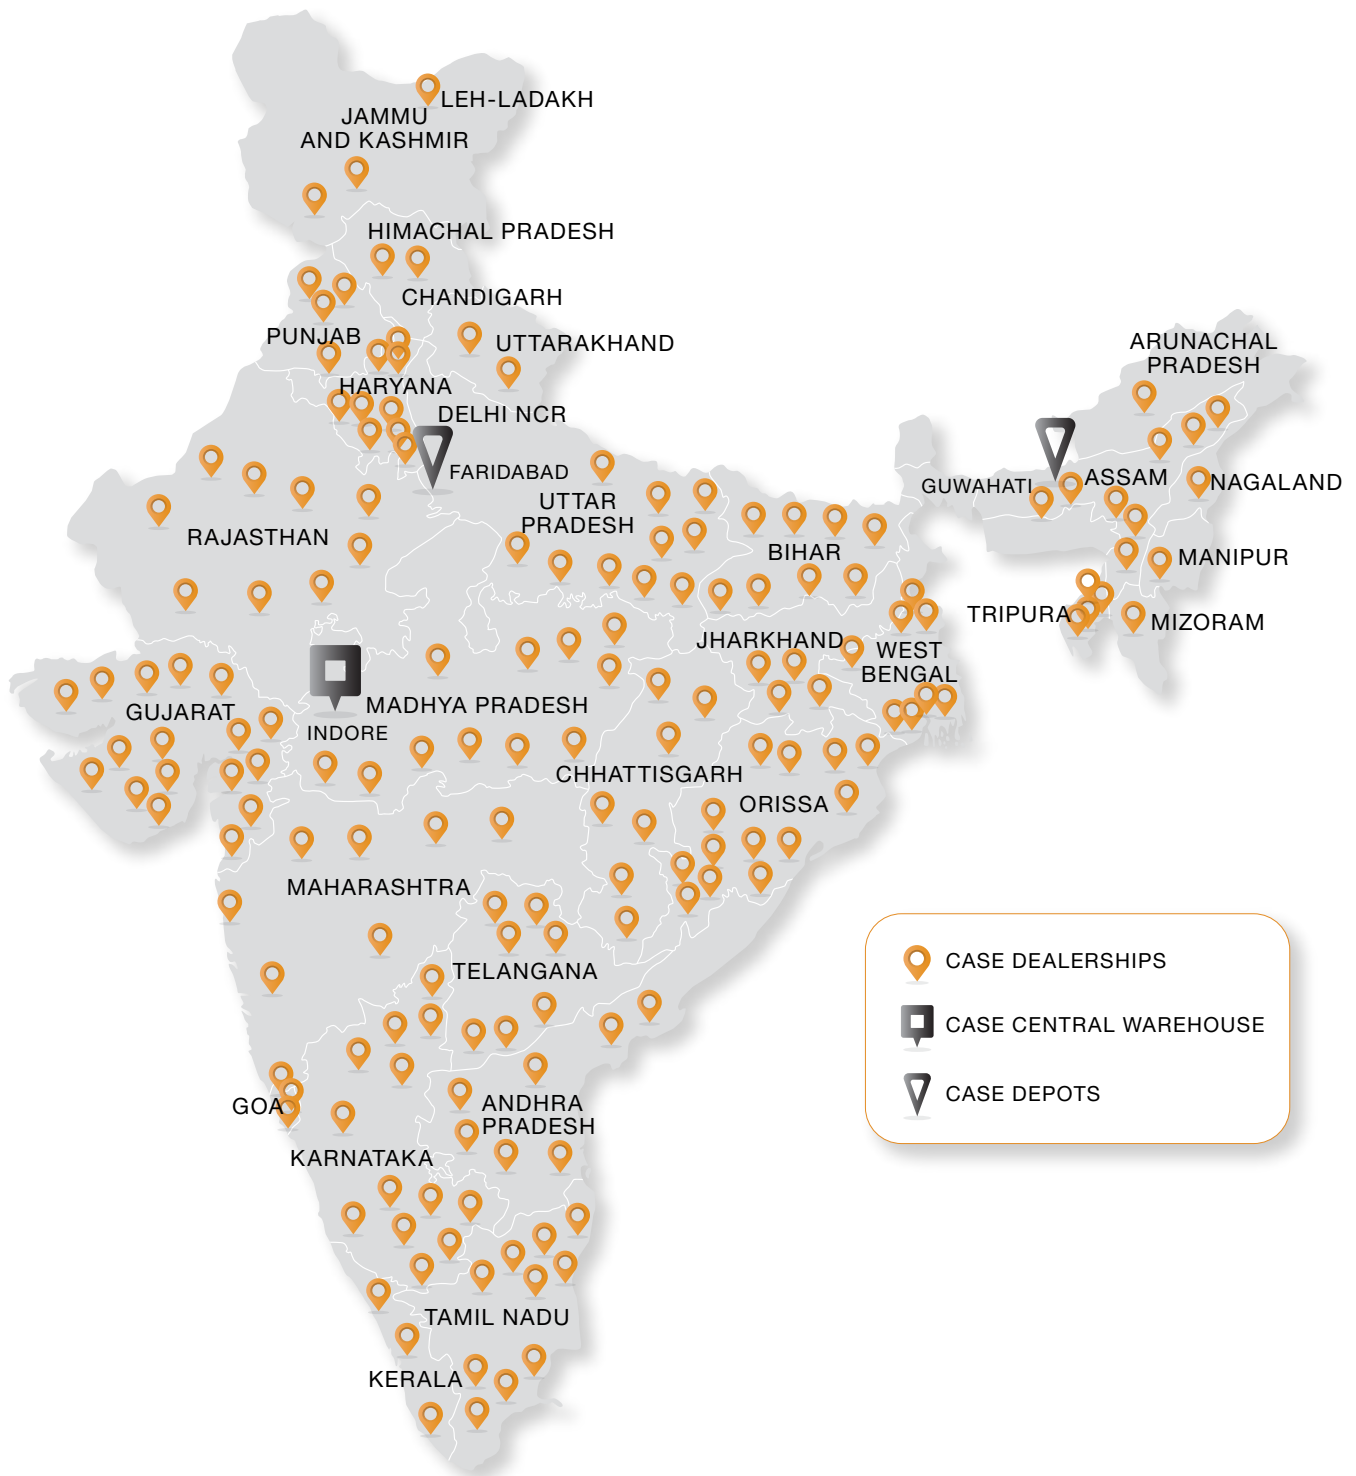 LEH-LADAKH
JAMMU
AND KASHMIR
HIMACHAL PRADESH
CHANDIGARH
PUNJAB
UTTARAKHAND
ARUNACHAL
PRADESH
HARYANA
DELHI NCR
FARIDABAD
GUWAHATI
ASSAM
NAGALAND
UTTAR
PRADESH
RAJASTHAN
BIHAR
MANIPUR
TRIPURA
MIZORAM
JHARKHAND
WEST
BENGAL
GUJARAT
MADHYA PRADESH
INDORE
CHHATTISGARH
ORISSA
MAHARASHTRA
TELANGANA
CASE DEALERSHIPS
CASE CENTRAL WAREHOUSE
CASE DEPOTS
GOA
ANDHRA
PRADESH
KARNATAKA
TAMIL NADU
KERALA